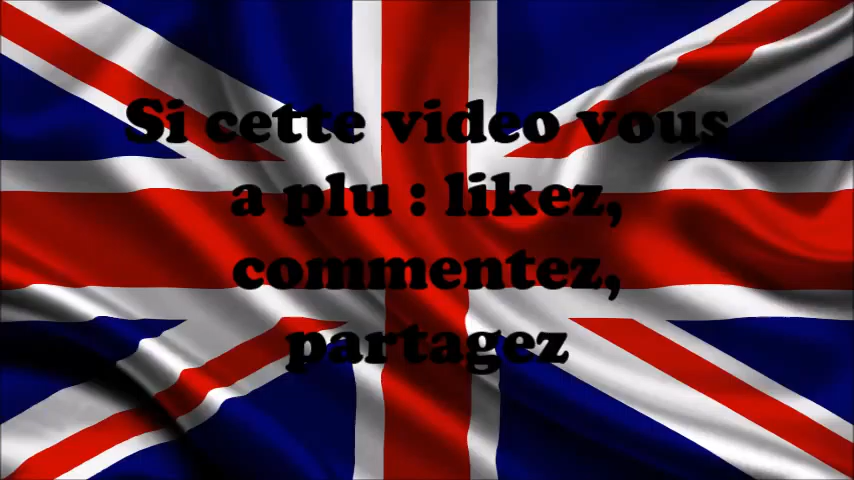 Si cette video vous
a plu : likez,
commentez,
partagez